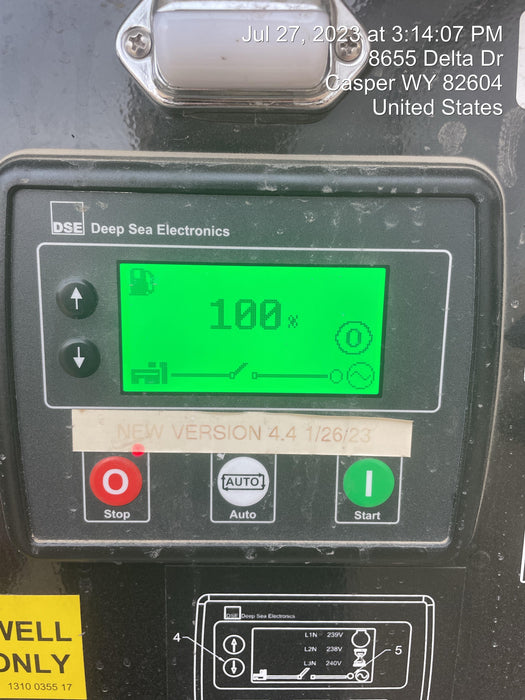 Jul 27, 2023 at 3:14:07 PM
8655 Delta Dr
Casper WY 82604
United States
DSE Deep Sea Electronics
100%
0
NEW VERSION 4.4 1/26/23
O AUTO I
Stop Auto Start
DSE Deep Sea Electronics
L1N 239V
4 L2N 238V 5
L3N 240V
WELL
ONLY
1310 0355 17